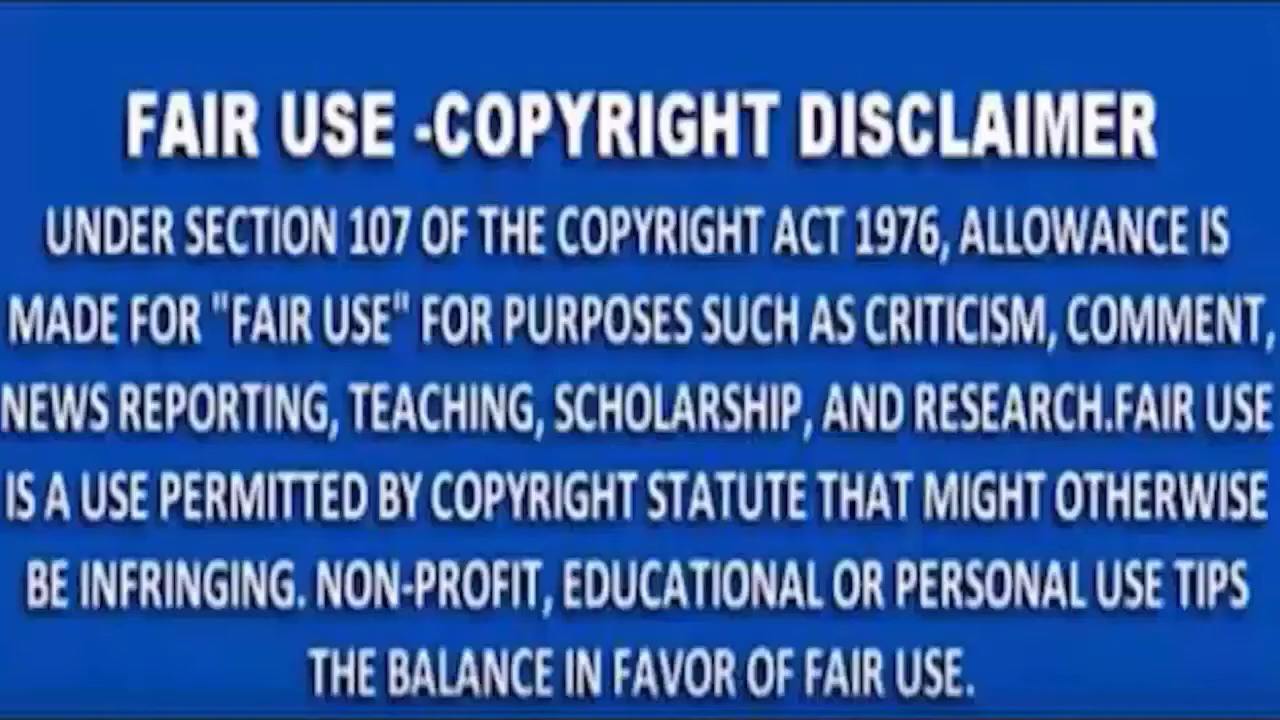 FAIR USE -COPYRIGHT DISCLAIMER
UNDER SECTION 107 OF THE COPYRIGHT ACT 1976, ALLOWANCE IS
MADE FOR "FAIR USE" FOR PURPOSES SUCH AS CRITICISM, COMMENT,
NEWS REPORTING, TEACHING, SCHOLARSHIP, AND RESEARCH.FAIR USE
IS A USE PERMITTED BY COPYRIGHT STATUTE THAT MIGHT OTHERWISE
BE INFRINGING. NON-PROFIT, EDUCATIONAL OR PERSONAL USE TIPS
THE BALANCE IN FAVOR OF FAIR USE.